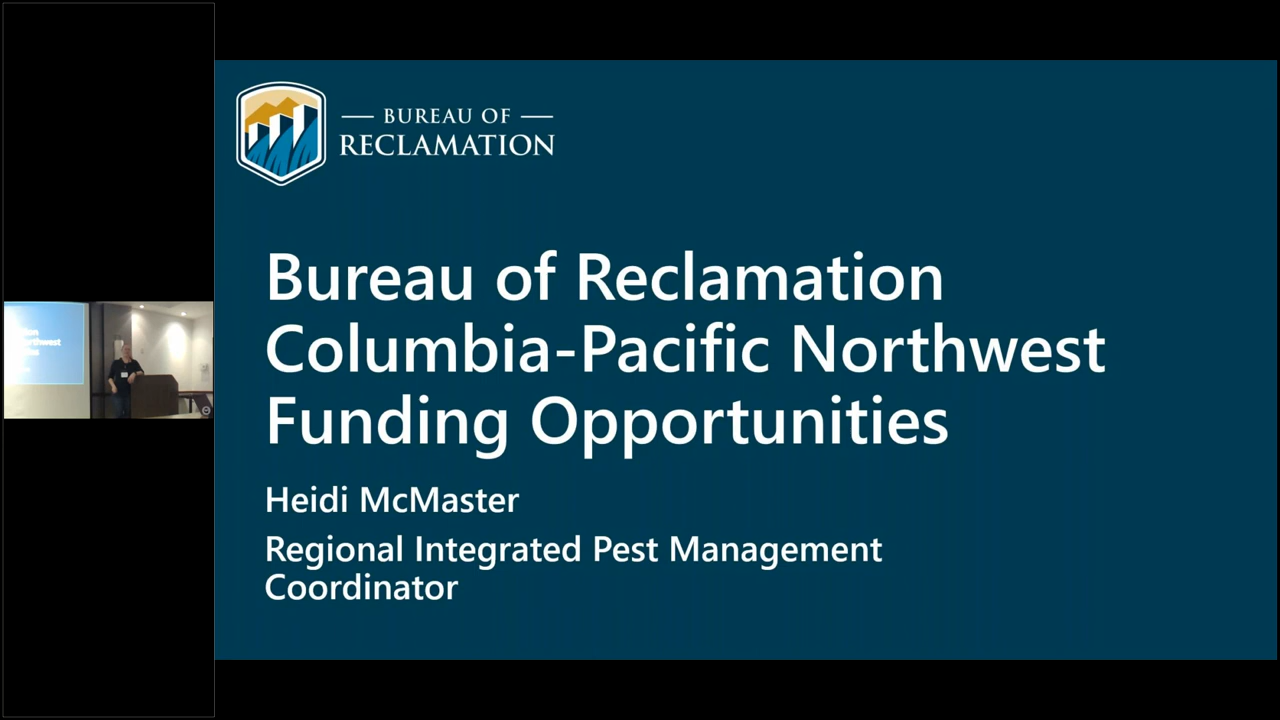 BUREAU OF
RECLAMATION
Bureau of Reclamation
Columbia-Pacific Northwest
Funding Opportunities
Heidi McMaster
Regional Integrated Pest Management
Coordinator